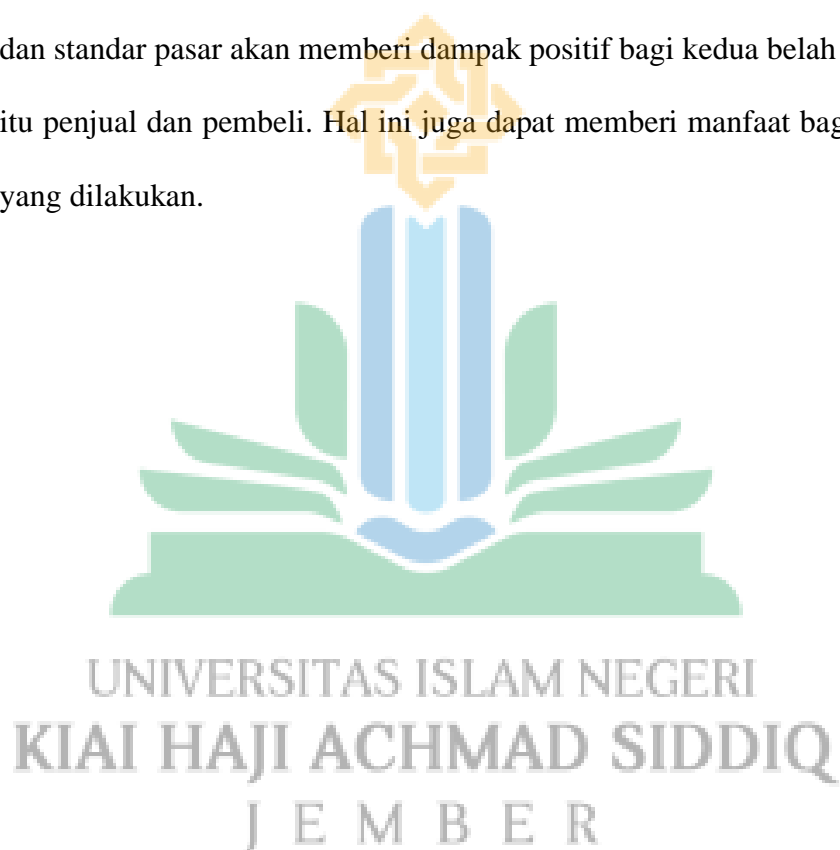 dan standar pasar akan memberi dampak positif bagi kedua belah
itu penjual dan pembeli. Hal ini juga dapat memberi manfaat bag
yang dilakukan.
UNIVERSITAS ISLAM NEGERI
KIAI HAJI ACHMAD SIDDIQ
JEMBER